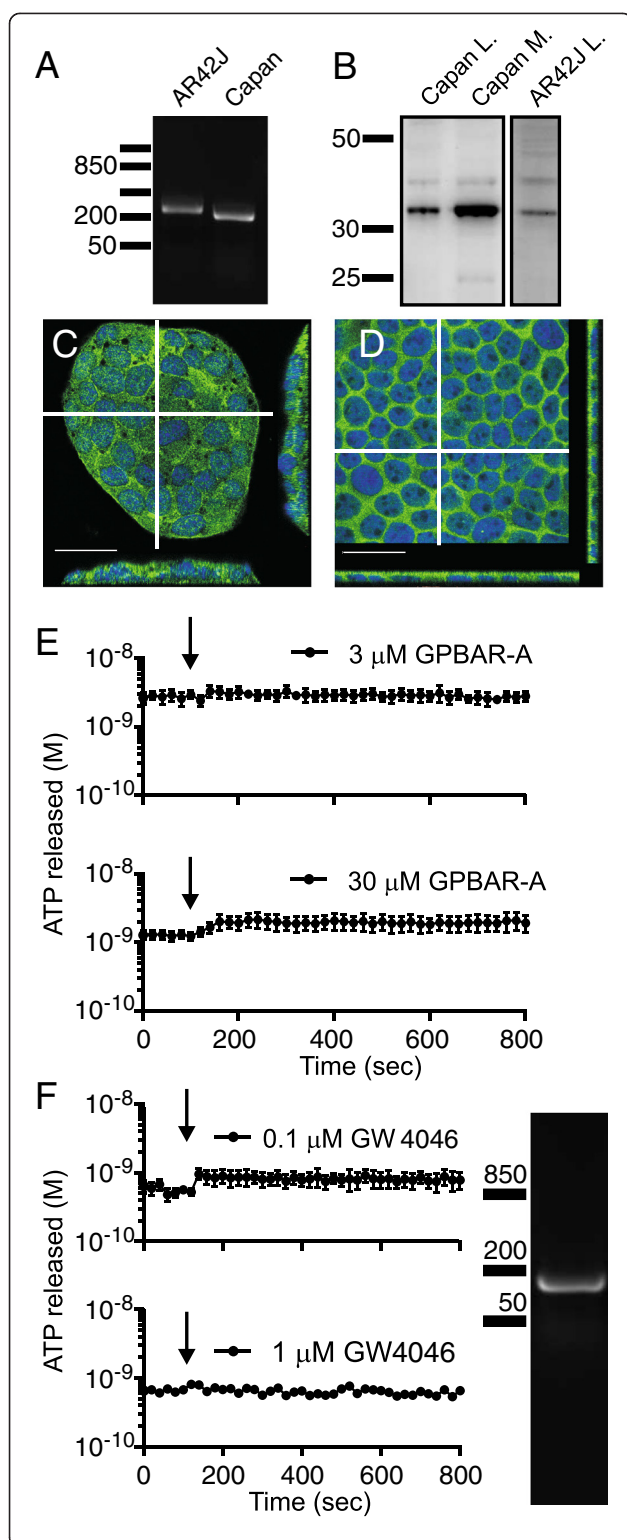 A
AR42J
Capan
850
200
50
B
Capan L.
Capan M.
AR42J L.
50
30
25
C
D
E
3 μM GPBAR-A
10-8
10-9
10-10
30 μM GPBAR-A
10-8
10-9
10-10
ATP released (M)
0 200 400 600 800
Time (sec)
F
0.1 μM GW 4046
10-8
10-9
10-10
1 μM GW4046
10-8
10-9
10-10
ATP released (M)
0 200 400 600 800
Time (sec)
850
200
50